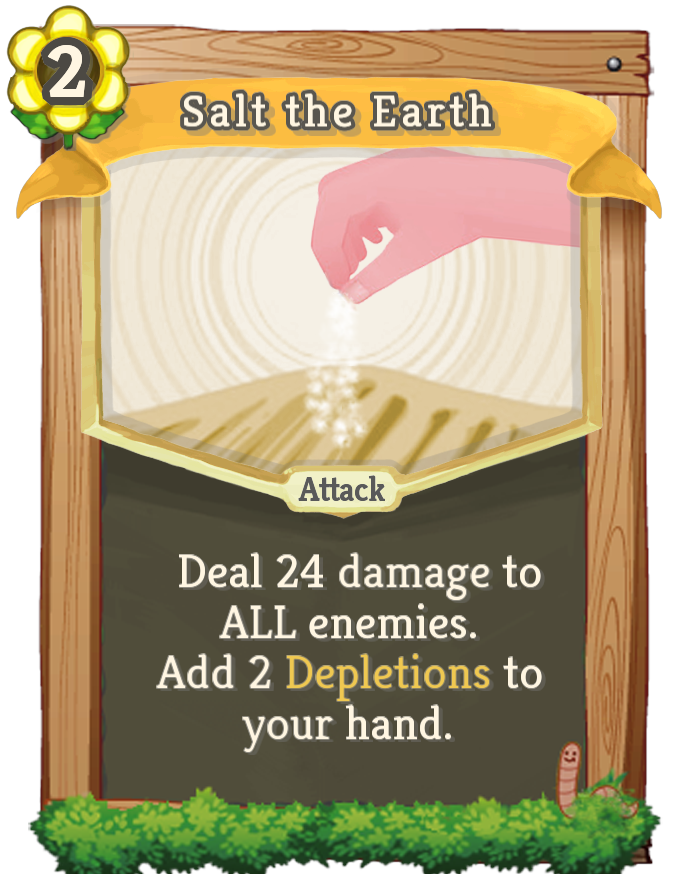 2
Salt the Earth
Attack
Deal 24 damage to
ALL enemies.
Add 2 Depletions to
your hand.